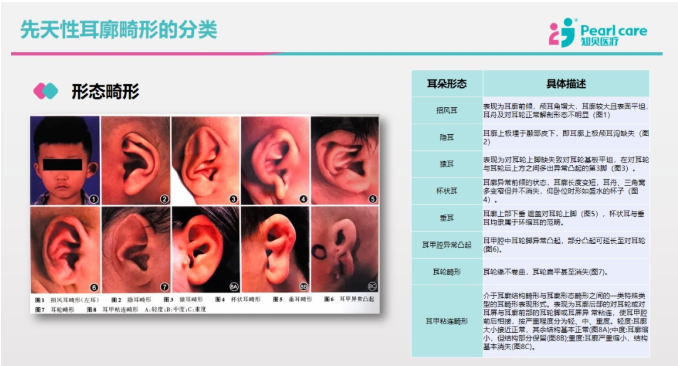 先天性耳廓畸形的分类
Pearl care
知贝医疗
形态畸形
1
2
3
4
5
6
7
8A
8B
8C
图1 招风耳畸形(左耳) 图2 隐耳畸形 图3 猿耳畸形 图4 杯状耳畸形 图5 垂耳畸形 图6 耳甲异常凸起
图7 耳轮畸形 图8 耳甲粘连畸形 A:轻度;B:中度;C:重度
耳朵形态
具体描述
招风耳
表现为耳廓前倾,颅耳角增大,耳廓较大且表面平坦,
耳舟及对耳轮正常解剖形态不明显(图1)
隐耳
耳廓上极埋于颞部皮下,即耳廓上极颅耳沟缺失(图
2)
猿耳
表现为对耳轮上脚缺失致对耳轮基板平坦,在对耳轮
与耳轮后上方之间多出异常凸起的第3脚(图3)。
杯状耳
耳廓异常前倾的状态,耳廓长度变短,耳舟、三角窝
多变窄但并不消失,似卧位时形如盛水的杯子(图
4)。
垂耳
耳廓上部下垂 遮盖对耳轮上脚(图5),杯状耳与垂
耳均隶属于环缩耳的范畴。
耳甲腔异常凸起
耳甲腔中耳轮脚异常凸起,部分凸起可延长至对耳轮
(图6)。
耳轮畸形
耳轮缘不卷曲,耳轮扁平甚至消失(图7)。
耳甲粘连畸形
介于耳廓结构畸形与耳廓形态畸形之间的一类特殊类
型的耳畸形表现形式。表现为耳廓后部的对耳轮或对
耳屏与耳廓前部的耳轮脚或耳屏异 常粘连,使耳甲腔
前后相接,按严重程度分为轻、中、重度。轻度:耳廓
大小接近正常,其余结构基本正常(图8A);中度:耳廓缩
小,但结构部分保留(图8B);重度:耳廓严重缩小,结构
基本消失(图8C)。